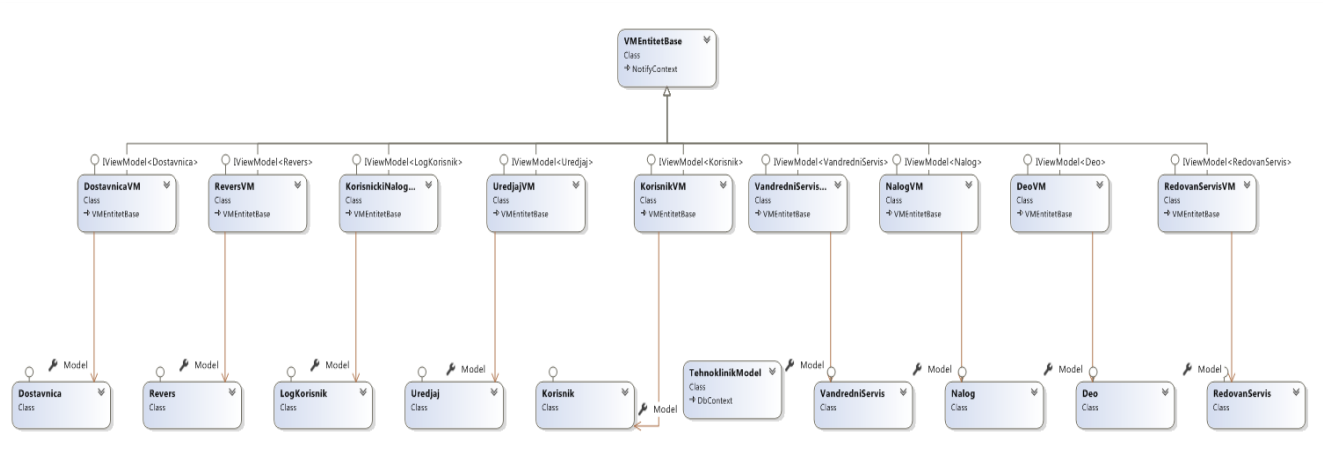 VMEntitetBase
Class
NotifyContext
IViewModel<Dostavnica>
IViewModel<Revers>
IViewModel<LogKorisnik>
IViewModel<Uredjaj>
IViewModel<Korisnik>
IViewModel<VandredniServis>
IViewModel<Nalog>
IViewModel<Deo>
IViewModel<RedovanServis>
DostavnicaVM
Class
VMEntitetBase
ReversVM
Class
VMEntitetBase
KorisnickiNalog...
Class
VMEntitetBase
UredjajVM
Class
VMEntitetBase
KorisnikVM
Class
VMEntitetBase
VandredniServis...
Class
VMEntitetBase
NalogVM
Class
VMEntitetBase
DeoVM
Class
VMEntitetBase
RedovanServisVM
Class
VMEntitetBase
Model
Model
Model
Model
Model
Model
Model
Model
Model
Dostavnica
Class
Revers
Class
LogKorisnik
Class
Uredjaj
Class
Korisnik
Class
TehnoklinikModel
Class
DbContext
VandredniServis
Class
Nalog
Class
Deo
Class
RedovanServis
Class